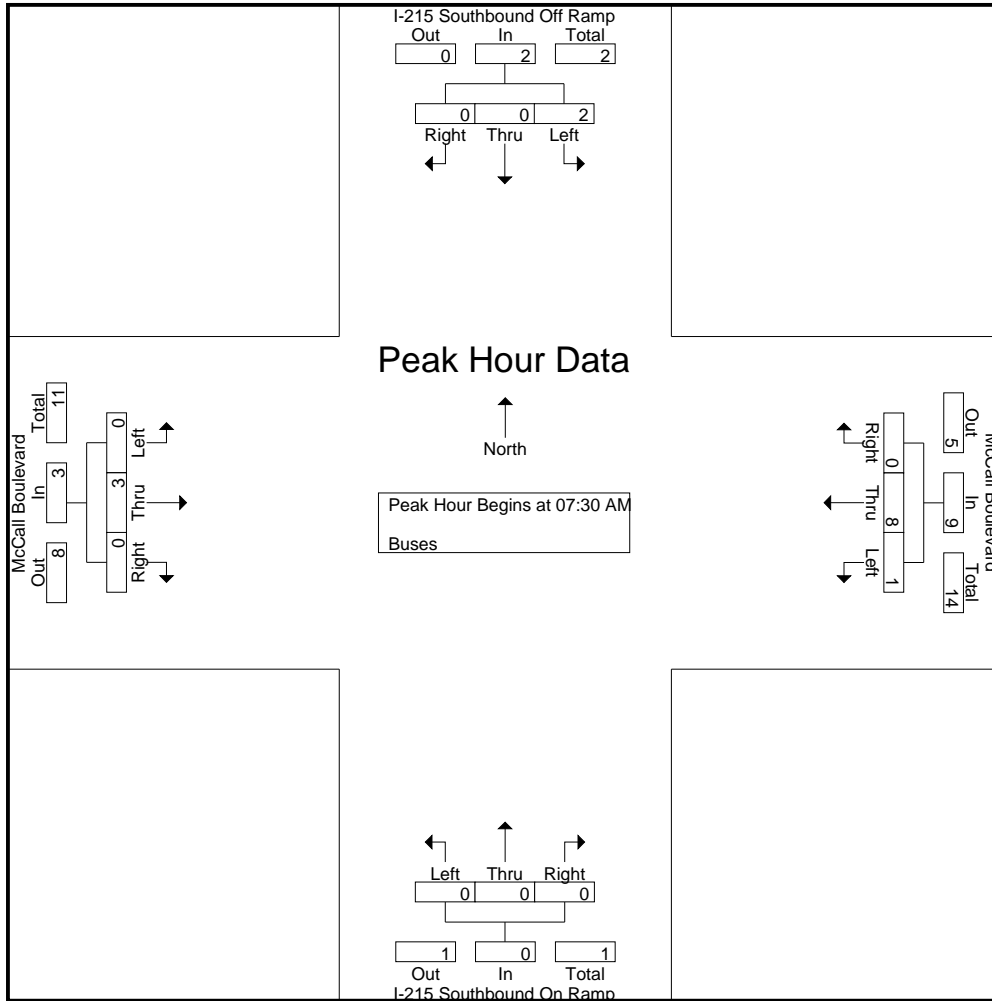 I-215 Southbound Off Ramp
Out In Total
0 2 2
0 0 2
Right Thru Left
Peak Hour Data
North
Peak Hour Begins at 07:30 AM
Buses
McCall Boulevard
Total In Out
11 3 8
0 3 0
Left Thru Right
Right Thru Left
0 8 1
Out In Total
5 9 14
McCall Boulevard
Left Thru Right
0 0 0
1 0 1
Out In Total
I-215 Southbound On Ramp